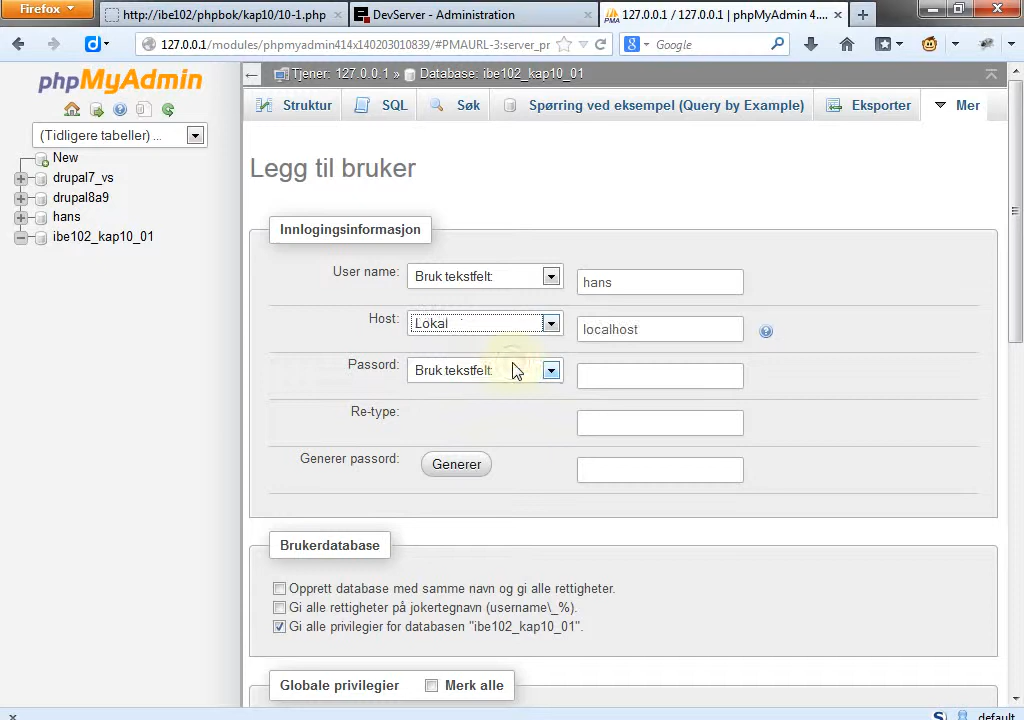 Firefox
http://ibe102/phpbok/kap10/10-1.php
DevServer - Administration
127.0.0.1 / 127.0.0.1 | phpMyAdmin 4....
127.0.0.1/modules/phpmyadmin414x140203010839/#PMAURL-3:server_pr
Google
phpMyAdmin
(Tidligere tabeller) ...
New
drupal7_vs
drupal8a9
hans
ibe102_kap10_01
Tjener: 127.0.0.1 » Database: ibe102_kap10_01
Struktur
SQL
Søk
Spørring ved eksempel (Query by Example)
Eksporter
Mer
Legg til bruker
Innlogingsinformasjon
User name: Bruk tekstfelt: hans
Host: Lokal localhost
Passord: Bruk tekstfelt:
Re-type:
Generer passord: Generer
Brukerdatabase
Opprett database med samme navn og gi alle rettigheter.
Gi alle rettigheter på jokertegnavn (username\_%).
Gi alle privilegier for databasen "ibe102_kap10_01".
Globale privilegier Merk alle
x
S default